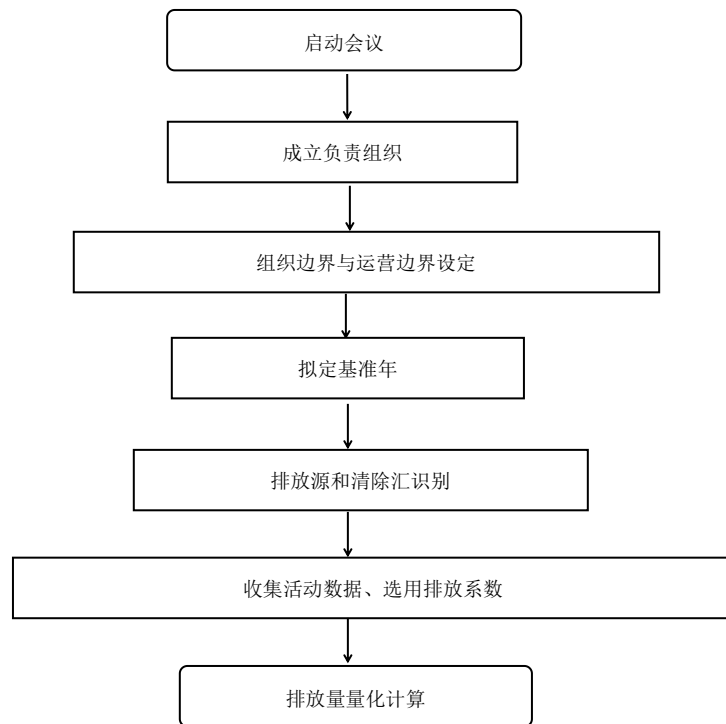 启动会议
成立负责组织
组织边界与运营边界设定
拟定基准年
排放源和清除汇识别
收集活动数据、选用排放系数
排放量量化计算